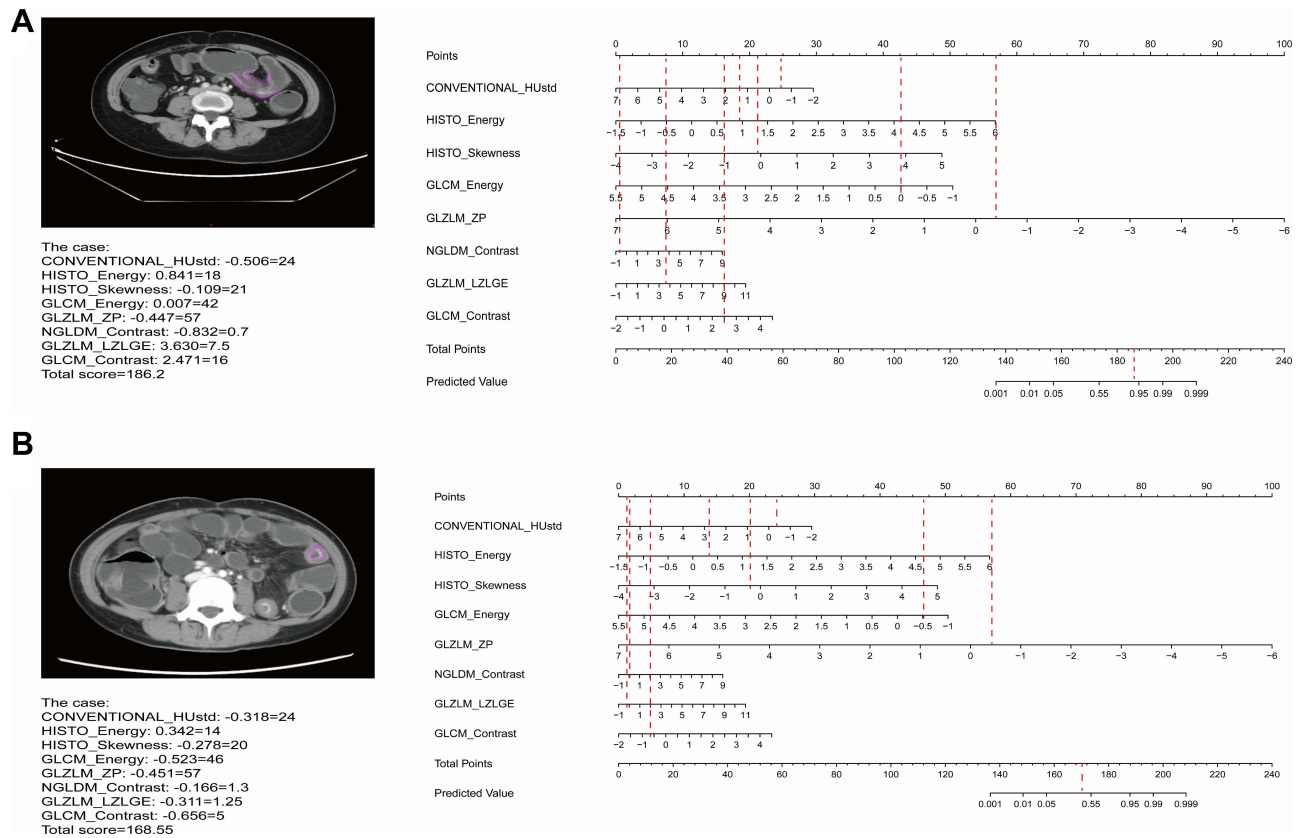 A
Points
0 10 20 30 40 50 60 70 80 90 100
CONVENTIONAL_HUstd
7 6 5 4 3 2 1 0 −1 −2
HISTO_Energy
−1.5 −1 −0.5 0 0.5 1 1.5 2 2.5 3 3.5 4 4.5 5 5.5 6
HISTO_Skewness
−4 −3 −2 −1 0 1 2 3 4 5
GLCM_Energy
5.5 5 4.5 4 3.5 3 2.5 2 1.5 1 0.5 0 −0.5 −1
GLZLM_ZP
7 6 5 4 3 2 1 0 −1 −2 −3 −4 −5 −6
NGLDM_Contrast
−1 1 3 5 7 9
GLZLM_LZLGE
−1 1 3 5 7 9 11
GLCM_Contrast
−2 −1 0 1 2 3 4
Total Points
0 20 40 60 80 100 120 140 160 180 200 220 240
Predicted Value
0.001 0.01 0.05 0.55 0.95 0.99 0.999
The case:
CONVENTIONAL_HUstd: -0.506=24
HISTO_Energy: 0.841=18
HISTO_Skewness: -0.109=21
GLCM_Energy: 0.007=42
GLZLM_ZP: -0.447=57
NGLDM_Contrast: -0.832=0.7
GLZLM_LZLGE: 3.630=7.5
GLCM_Contrast: 2.471=16
Total score=186.2
B
Points
0 10 20 30 40 50 60 70 80 90 100
CONVENTIONAL_HUstd
7 6 5 4 3 2 1 0 −1 −2
HISTO_Energy
−1.5 −1 −0.5 0 0.5 1 1.5 2 2.5 3 3.5 4 4.5 5 5.5 6
HISTO_Skewness
−4 −3 −2 −1 0 1 2 3 4 5
GLCM_Energy
5.5 5 4.5 4 3.5 3 2.5 2 1.5 1 0.5 0 −0.5 −1
GLZLM_ZP
7 6 5 4 3 2 1 0 −1 −2 −3 −4 −5 −6
NGLDM_Contrast
−1 1 3 5 7 9
GLZLM_LZLGE
−1 1 3 5 7 9 11
GLCM_Contrast
−2 −1 0 1 2 3 4
Total Points
0 20 40 60 80 100 120 140 160 180 200 220 240
Predicted Value
0.001 0.01 0.05 0.55 0.95 0.99 0.999
The case:
CONVENTIONAL_HUstd: -0.318=24
HISTO_Energy: 0.342=14
HISTO_Skewness: -0.278=20
GLCM_Energy: -0.523=46
GLZLM_ZP: -0.451=57
NGLDM_Contrast: -0.166=1.3
GLZLM_LZLGE: -0.311=1.25
GLCM_Contrast: -0.656=5
Total score=168.55